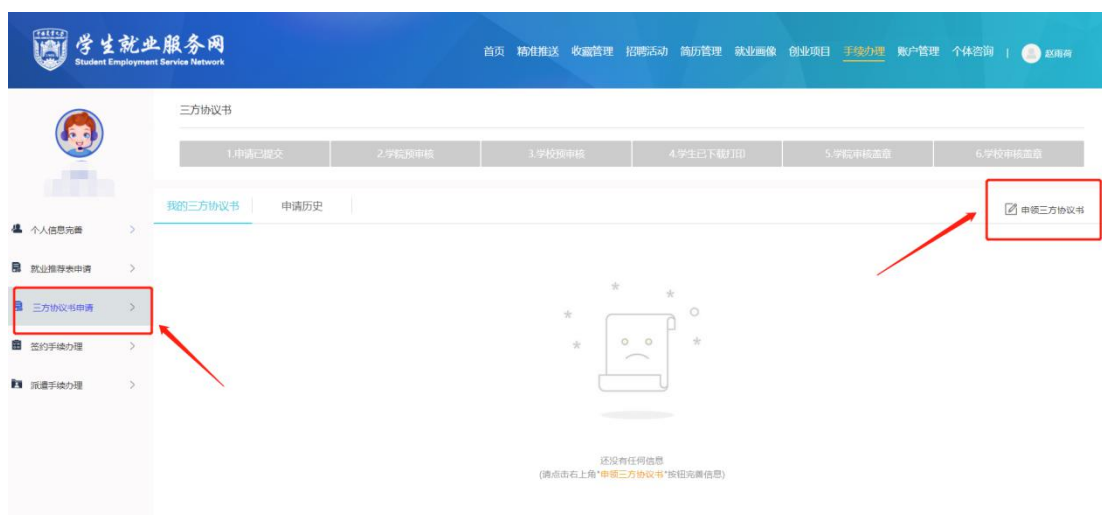 学生就业服务网
Student Employment Service Network
首页 精准推送 收藏管理 招聘活动 简历管理 就业画像 创业项目 手续办理 账户管理 个体咨询 | 赵雨荷
三方协议书
1.申请已提交 2.学院预审核 3.学校预审核 4.学生已下载打印 5.学院审核盖章 6.学校审核盖章
我的三方协议书 申请历史
申领三方协议书
个人信息完善
就业推荐表申请
三方协议书申请
签约手续办理
派遣手续办理
还没有任何信息
(请点击右上角"申领三方协议书"按钮完善信息)